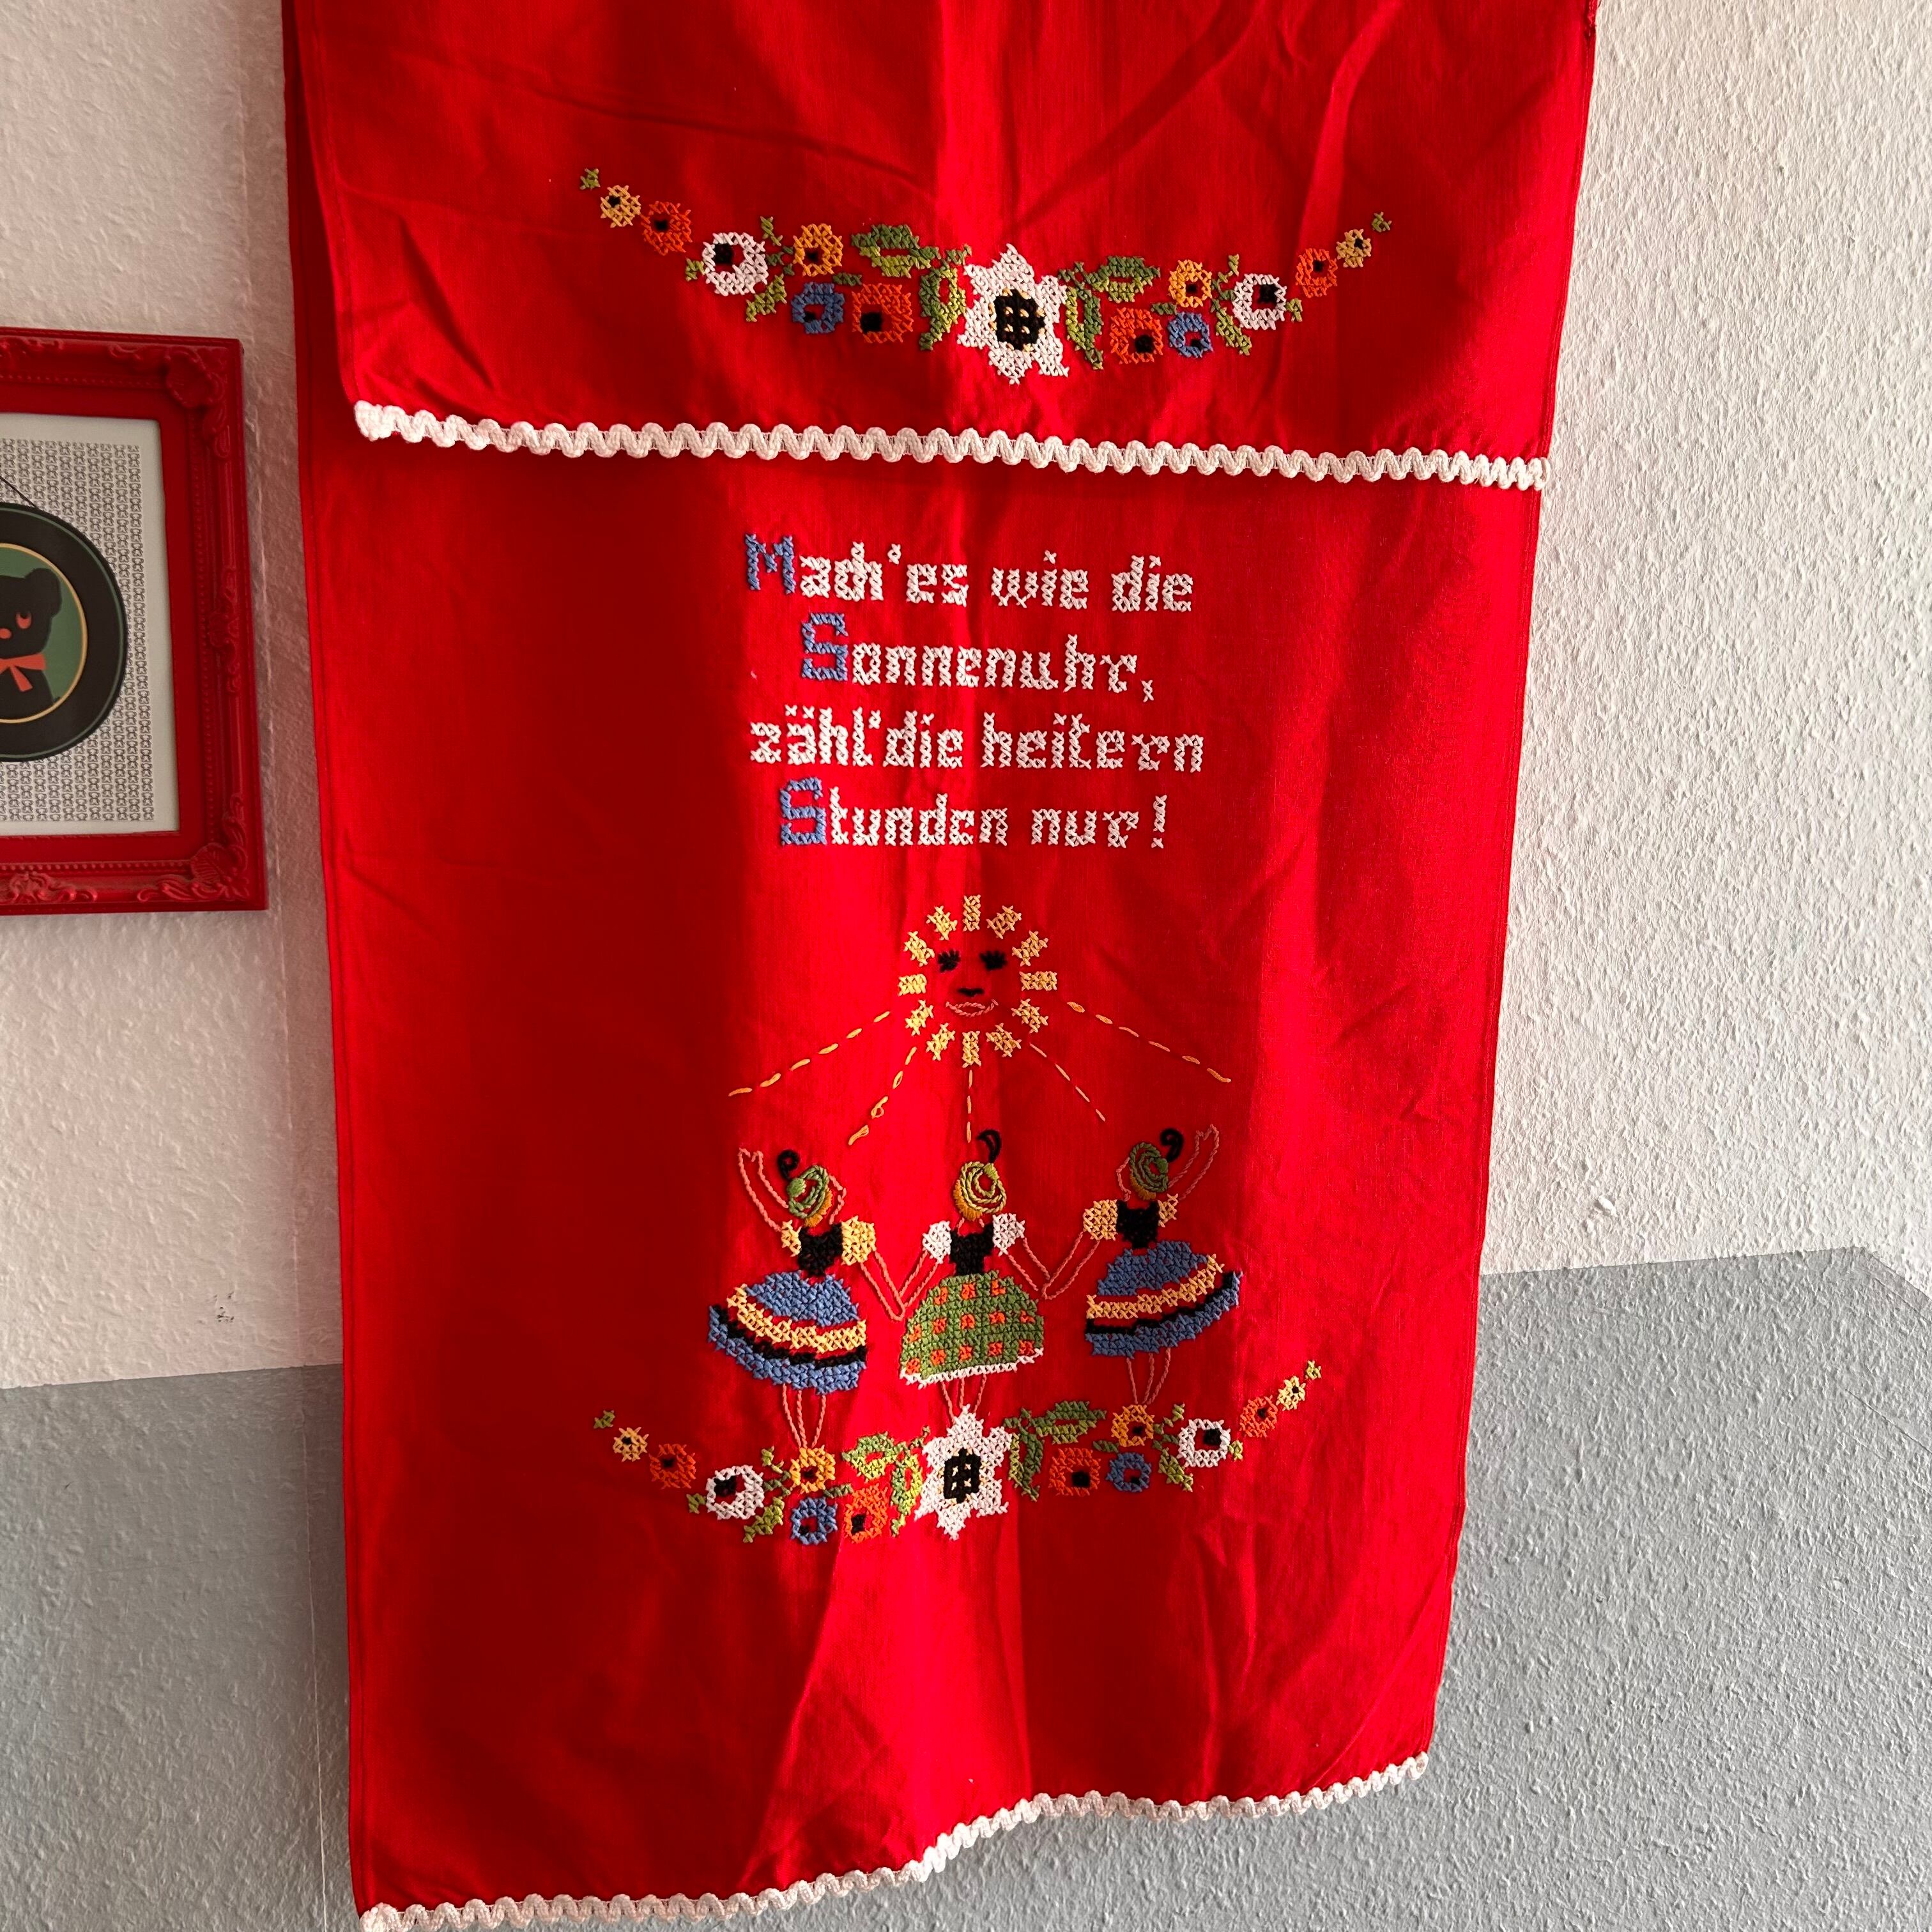 Mach'es wie die
Sonnenuhr,
zähl'die heitern
Stunden nur!